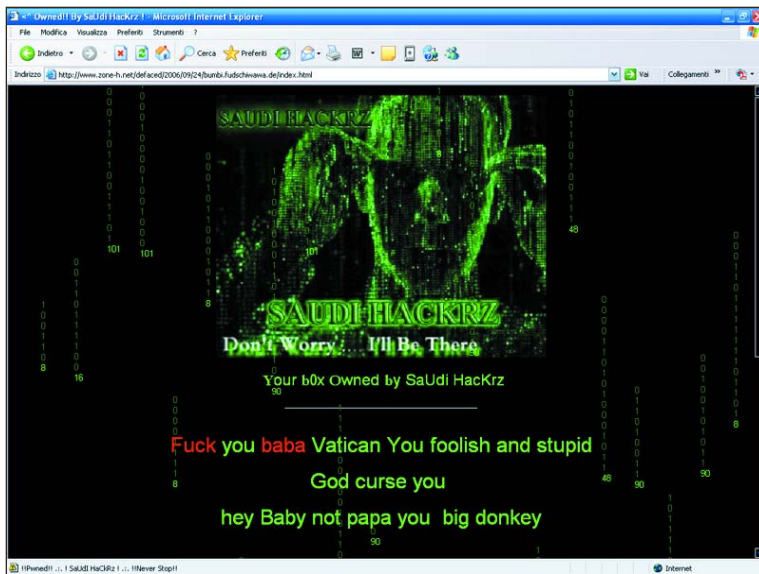 «^ Owned!! By SaUdi HacKrz ! - Microsoft Internet Explorer
File Modifica Visualizza Preferiti Strumenti ?
Indietro Cerca Preferiti
Indirizzo http://www.zone-h.net/defaced/2006/09/24/bumbi.fudschiwawa.de/index.html Vai Collegamenti »
SAUDI HACKRZ
SAUDI HACKRZ
Don't Worry .... I'll Be There
Your b0x Owned by SaUdi HacKrz
Fuck you baba Vatican You foolish and stupid
God curse you
hey Baby not papa you big donkey
!!Pwned!! .:. ! SaUdI HaCkRz ! .:. !!Never Stop!! Internet